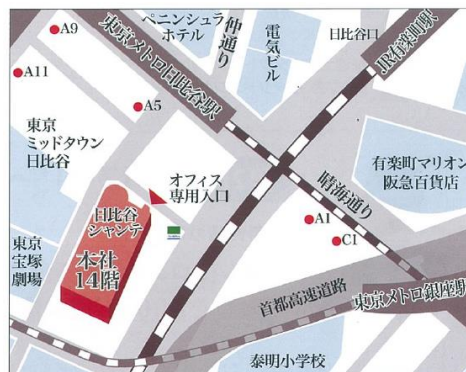 A9
ペニンシュラ
ホテル
仲通り
電気
ビル
日比谷口
JR有楽町駅
A11
東京メトロ日比谷駅
A5
東京
ミッドタウン
日比谷
オフィス
専用入口
有楽町マリオン
阪急百貨店
晴海通り
日比谷
シャンテ
本社
14階
A1
C1
東京
宝塚
劇場
首都高速道路
東京メトロ銀座駅
泰明小学校